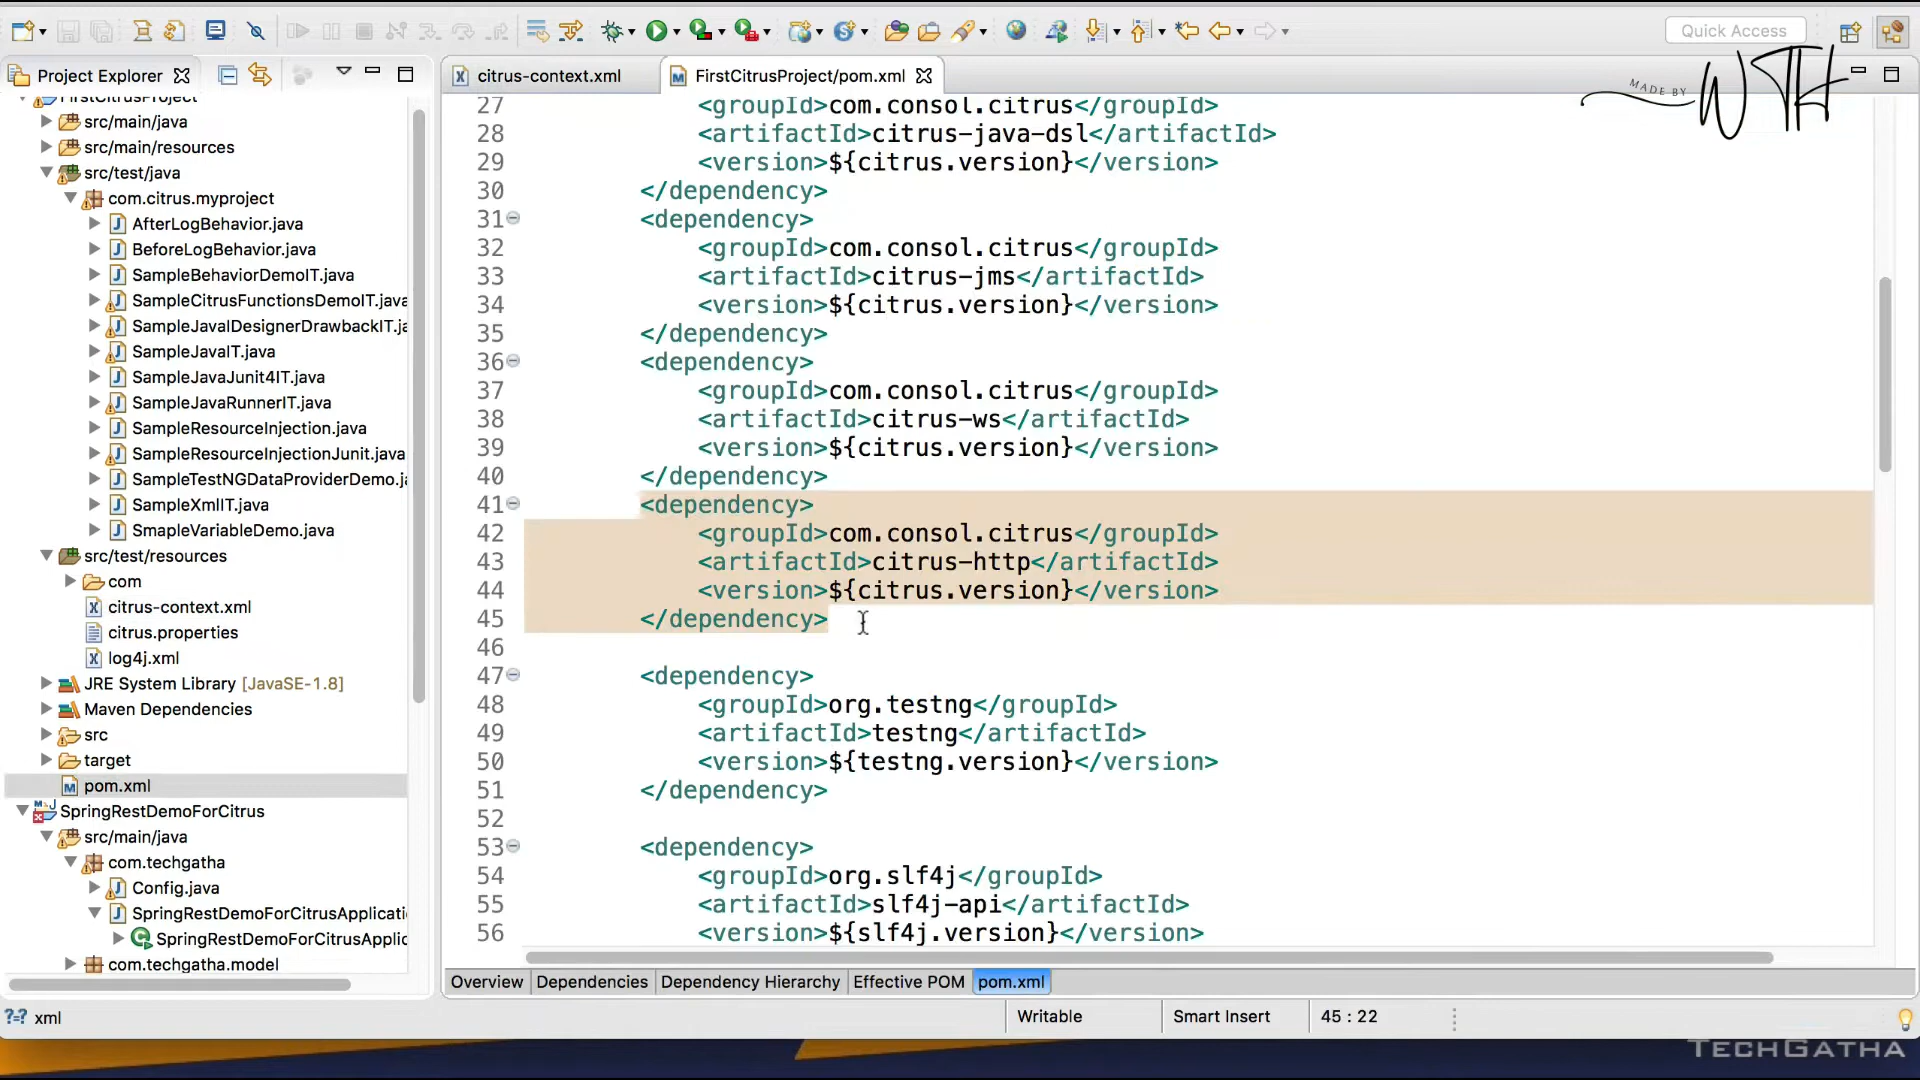 Quick Access
Project Explorer
citrus-context.xml
FirstCitrusProject/pom.xml
MADE BY WTH
FirstCitrusProject
src/main/java
src/main/resources
src/test/java
com.citrus.myproject
AfterLogBehavior.java
BeforeLogBehavior.java
SampleBehaviorDemoIT.java
SampleCitrusFunctionsDemoIT.java
SampleJavaIDesignerDrawbackIT.ja
SampleJavaIT.java
SampleJavaJunit4IT.java
SampleJavaRunnerIT.java
SampleResourceInjection.java
SampleResourceInjectionJunit.java
SampleTestNGDataProviderDemo.ja
SampleXmlIT.java
SmapleVariableDemo.java
src/test/resources
com
citrus-context.xml
citrus.properties
log4j.xml
JRE System Library [JavaSE-1.8]
Maven Dependencies
src
target
pom.xml
SpringRestDemoForCitrus
src/main/java
com.techgatha
Config.java
SpringRestDemoForCitrusApplicati
SpringRestDemoForCitrusApplic
com.techgatha.model
27 <groupId>com.consol.citrus</groupId>
28 <artifactId>citrus-java-dsl</artifactId>
29 <version>${citrus.version}</version>
30 </dependency>
31 <dependency>
32 <groupId>com.consol.citrus</groupId>
33 <artifactId>citrus-jms</artifactId>
34 <version>${citrus.version}</version>
35 </dependency>
36 <dependency>
37 <groupId>com.consol.citrus</groupId>
38 <artifactId>citrus-ws</artifactId>
39 <version>${citrus.version}</version>
40 </dependency>
41 <dependency>
42 <groupId>com.consol.citrus</groupId>
43 <artifactId>citrus-http</artifactId>
44 <version>${citrus.version}</version>
45 </dependency>
46
47 <dependency>
48 <groupId>org.testng</groupId>
49 <artifactId>testng</artifactId>
50 <version>${testng.version}</version>
51 </dependency>
52
53 <dependency>
54 <groupId>org.slf4j</groupId>
55 <artifactId>slf4j-api</artifactId>
56 <version>${slf4j.version}</version>
Overview Dependencies Dependency Hierarchy Effective POM pom.xml
xml
Writable Smart Insert 45 : 22
TECHGATHA